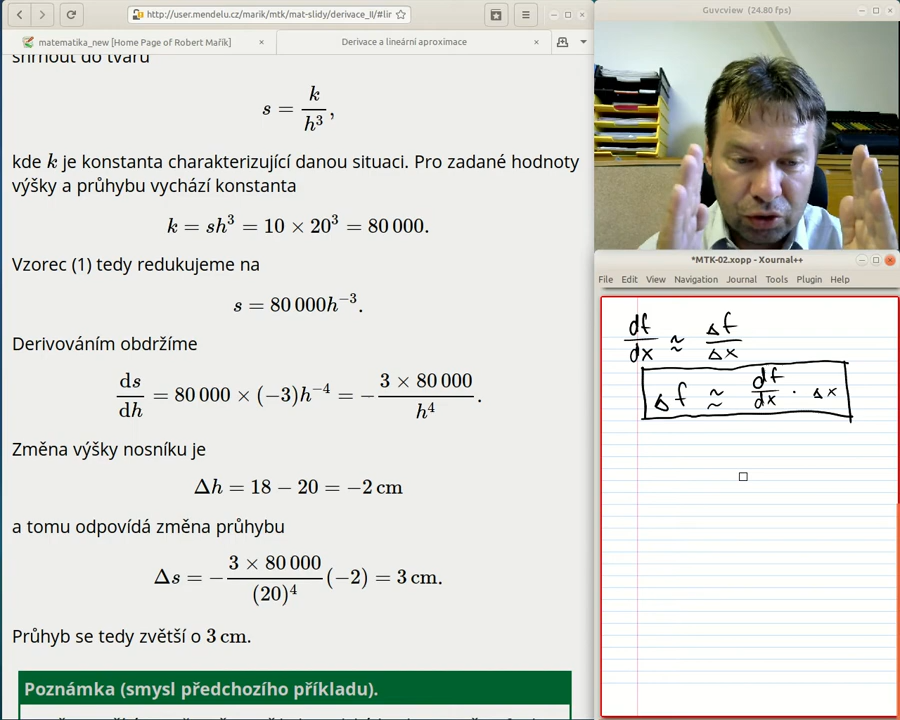 http://user.mendelu.cz/marik/mtk/mat-slidy/derivace_II/#lir
matematika_new [Home Page of Robert Mařík]
Derivace a lineární aproximace
shrnout do tvaru
s = k/h³,
kde k je konstanta charakterizující danou situaci. Pro zadané hodnoty
výšky a průhybu vychází konstanta
k = sh³ = 10 × 20³ = 80 000.
Vzorec (1) tedy redukujeme na
s = 80 000h⁻³.
Derivováním obdržíme
ds/dh = 80 000 × (−3)h⁻⁴ = − 3 × 80 000/h⁴.
Změna výšky nosníku je
Δh = 18 − 20 = −2 cm
a tomu odpovídá změna průhybu
Δs = − 3 × 80 000/(20)⁴ (−2) = 3 cm.
Průhyb se tedy zvětší o 3 cm.
Poznámka (smysl předchozího příkladu).
Guvcview (24.80 fps)
*MTK-02.xopp - Xournal++
File Edit View Navigation Journal Tools Plugin Help
df/dx ≈ Δf/Δx
Δf ≈ df/dx · Δx